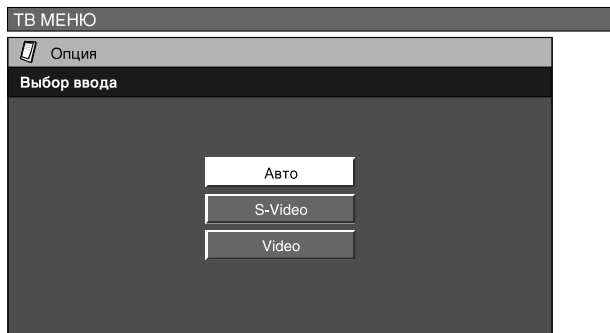 ТВ МЕНЮ
Опция
Выбор ввода
Авто
S-Video
Video